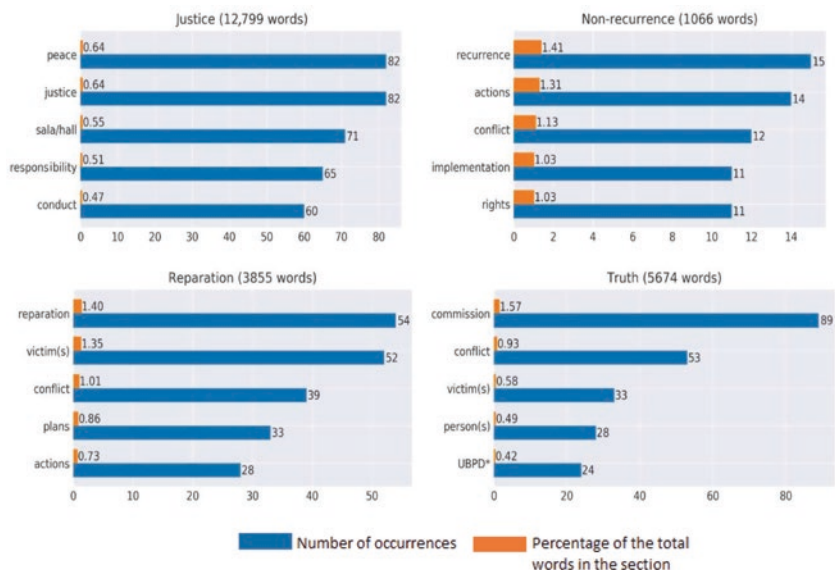 Justice (12,799 words)
peace 0.64 82
justice 0.64 82
sala/hall 0.55 71
responsibility 0.51 65
conduct 0.47 60
0 10 20 30 40 50 60 70 80
Non-recurrence (1066 words)
recurrence 1.41 15
actions 1.31 14
conflict 1.13 12
implementation 1.03 11
rights 1.03 11
0 2 4 6 8 10 12 14
Reparation (3855 words)
reparation 1.40 54
victim(s) 1.35 52
conflict 1.01 39
plans 0.86 33
actions 0.73 28
0 10 20 30 40 50
Truth (5674 words)
commission 1.57 89
conflict 0.93 53
victim(s) 0.58 33
person(s) 0.49 28
UBPD* 0.42 24
0 20 40 60 80
Number of occurrences
Percentage of the total
words in the section